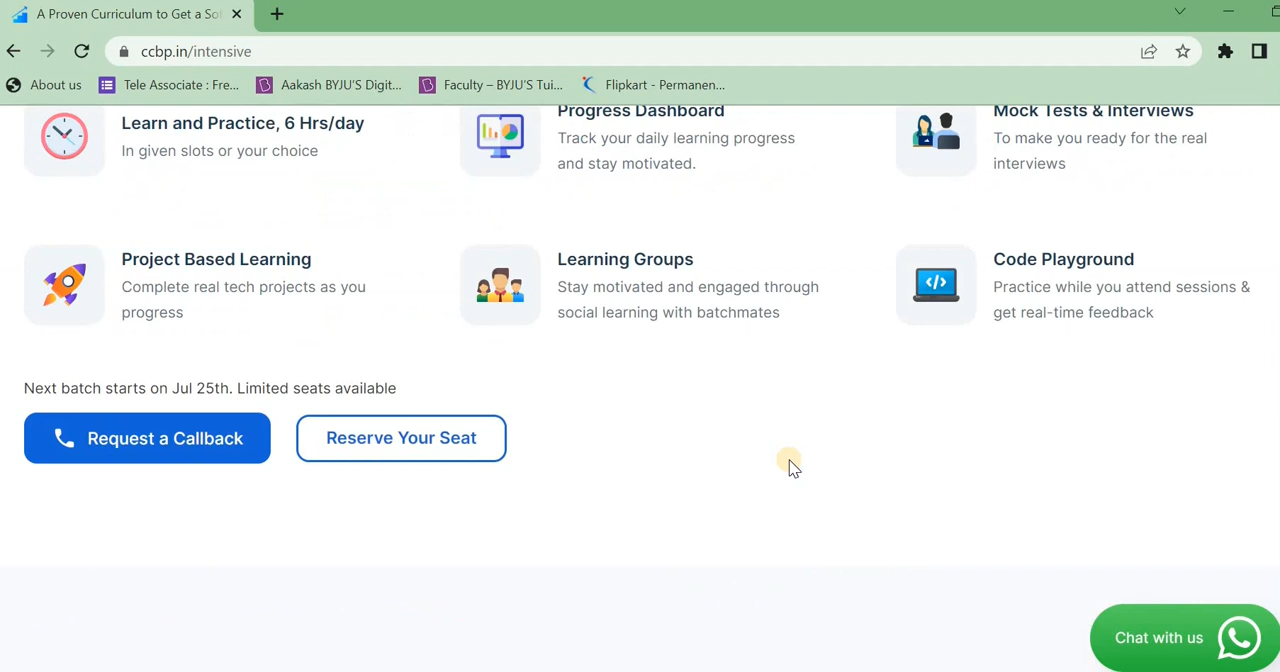 A Proven Curriculum to Get a So
ccbp.in/intensive
About us
Tele Associate : Fre...
Aakash BYJU'S Digit...
Faculty – BYJU'S Tui...
Flipkart - Permanen...
Learn and Practice, 6 Hrs/day
In given slots or your choice
Progress Dashboard
Track your daily learning progress
and stay motivated.
Mock Tests & Interviews
To make you ready for the real
interviews
Project Based Learning
Complete real tech projects as you
progress
Learning Groups
Stay motivated and engaged through
social learning with batchmates
Code Playground
Practice while you attend sessions &
get real-time feedback
Next batch starts on Jul 25th. Limited seats available
Request a Callback
Reserve Your Seat
Chat with us